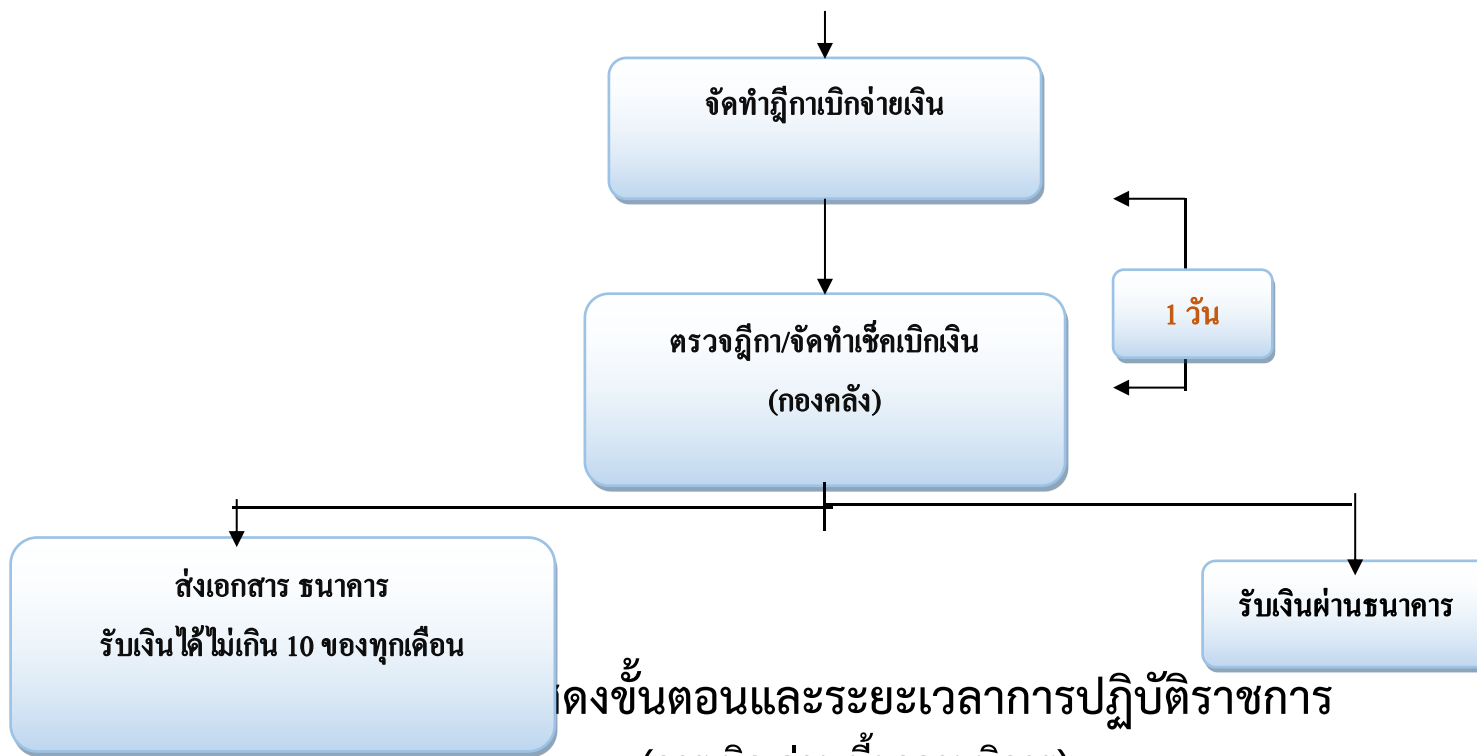 จัดทำฎีกาเบิกจ่ายเงิน
1 วัน
ตรวจฎีกา/จัดทำเช็คเบิกเงิน
(กองคลัง)
ส่งเอกสาร ธนาคาร
รับเงินได้ไม่เกิน 10 ของทุกเดือน
รับเงินผ่านธนาคาร
ดงขั้นตอนและระยะเวลาการปฏิบัติราชการ